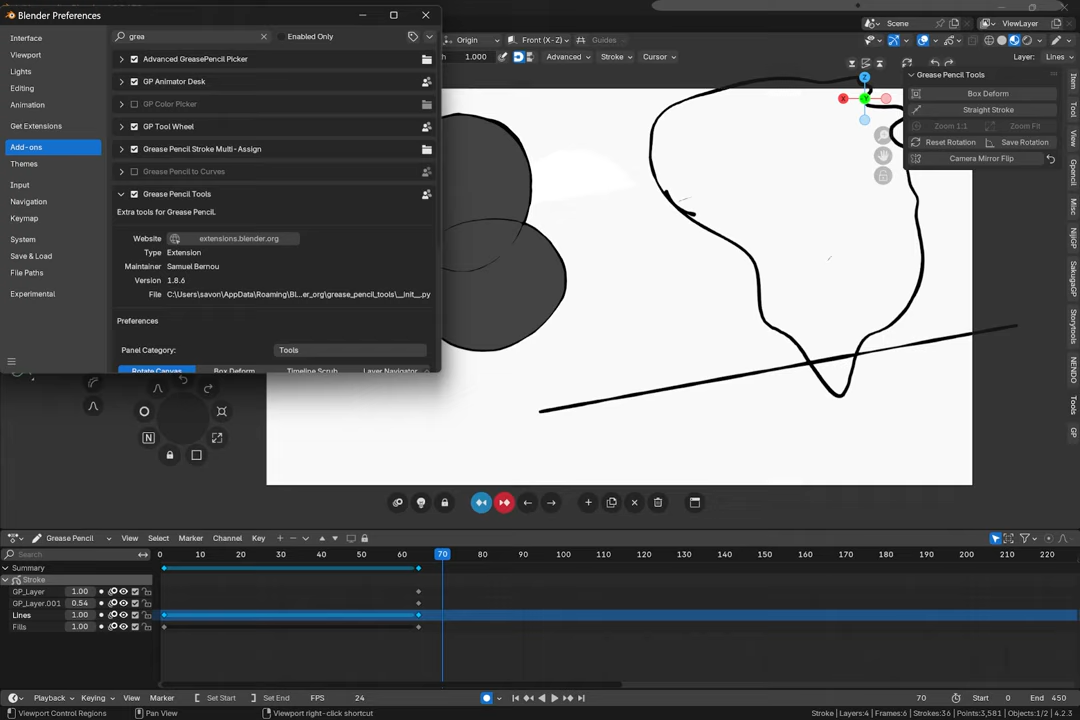 Blender Preferences
grea
Enabled Only
Interface
Viewport
Lights
Editing
Animation
Get Extensions
Add-ons
Themes
Input
Navigation
Keymap
System
Save & Load
File Paths
Experimental
Advanced GreasePencil Picker
GP Animator Desk
GP Color Picker
GP Tool Wheel
Grease Pencil Stroke Multi-Assign
Grease Pencil to Curves
Grease Pencil Tools
Extra tools for Grease Pencil.
Website extensions.blender.org
Type Extension
Maintainer Samuel Bernou
Version 1.8.6
File C:\Users\savon\AppData\Roaming\Bl...er_org\grease_pencil_tools\__init__.py
Preferences
Panel Category: Tools
Rotate Canvas Box Deform Timeline Scrub Layer Navigator
Scene
ViewLayer
Origin Front (X-Z) Guides
1.000 Advanced Stroke Cursor
Layer: Lines
Z
X
Y
Grease Pencil Tools
Box Deform
Straight Stroke
Zoom 1:1 Zoom Fit
Reset Rotation Save Rotation
Camera Mirror Flip
Item
Tool
View
Gpencil
Misc
NijiGP
SakugaGP
Storytools
NENDO
Tools
GP
N
Grease Pencil View Select Marker Channel Key
Search
0 10 20 30 40 50 60 70 80 90 100 110 120 130 140 150 160 170 180 190 200 210 220
Summary
Stroke
GP_Layer 1.00
GP_Layer.001 0.54
Lines 1.00
Fills 1.00
Playback Keying View Marker Set Start Set End FPS 24 70 Start 0 End 450
Viewport Control Regions Pan View Viewport right-click shortcut Stroke | Layers:4 | Frames:6 | Strokes:36 | Points:3,581 | Objects:1/2 | 4.2.3